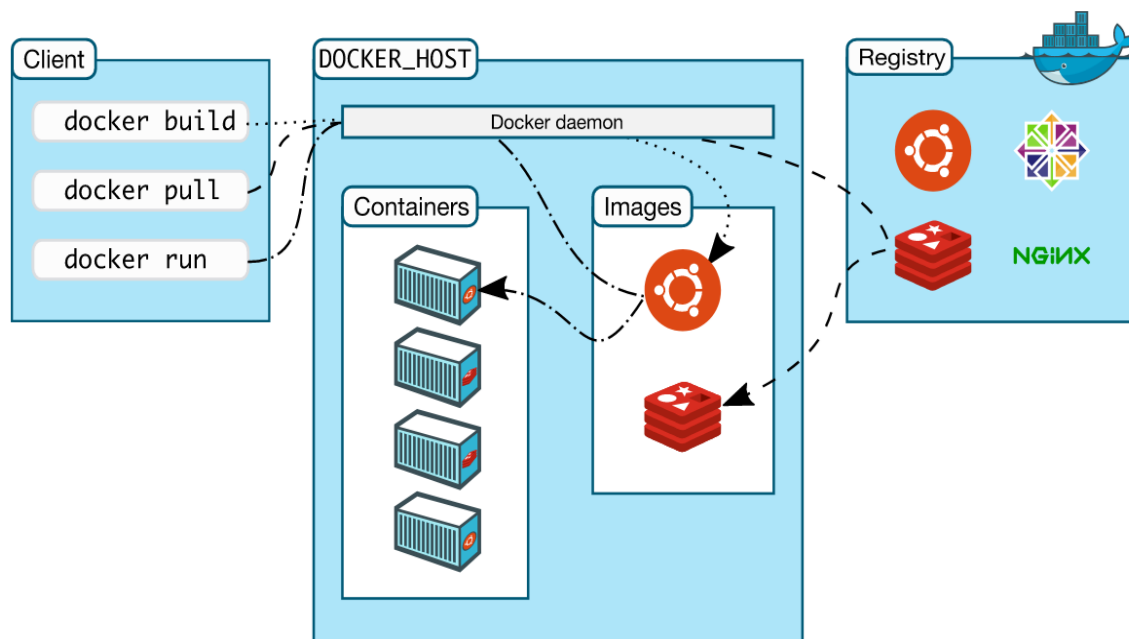 Client
docker build
docker pull
docker run
DOCKER_HOST
Docker daemon
Containers
Images
Registry
NGiNX